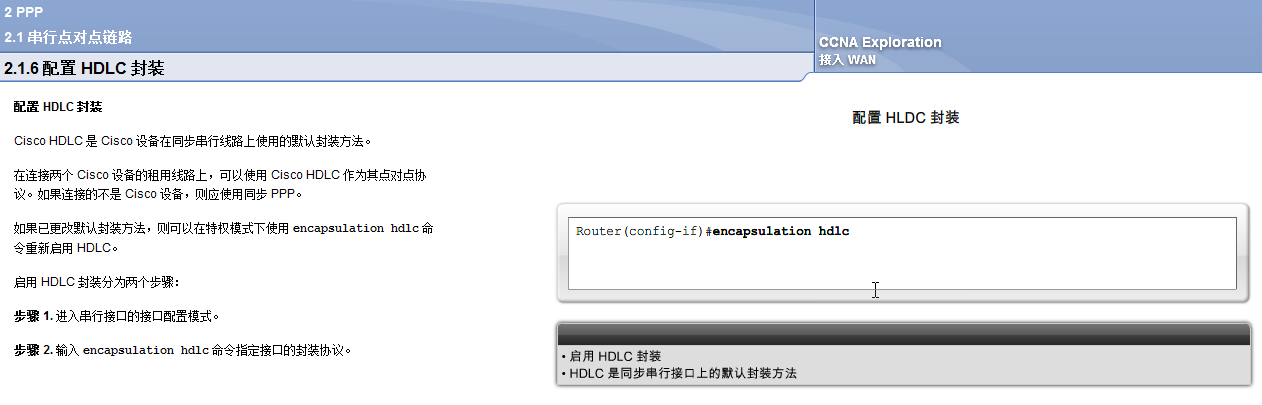 2 PPP
2.1 串行点对点链路
2.1.6 配置 HDLC 封装
CCNA Exploration
接入 WAN
配置 HDLC 封装
Cisco HDLC 是 Cisco 设备在同步串行线路上使用的默认封装方法。
在连接两个 Cisco 设备的租用线路上，可以使用 Cisco HDLC 作为其点对点协
议。如果连接的不是 Cisco 设备，则应使用同步 PPP。
如果已更改默认封装方法，则可以在特权模式下使用 encapsulation hdlc 命
令重新启用 HDLC。
启用 HDLC 封装分为两个步骤：
步骤 1. 进入串行接口的接口配置模式。
步骤 2. 输入 encapsulation hdlc 命令指定接口的封装协议。
配置 HLDC 封装
Router(config-if)#encapsulation hdlc
• 启用 HDLC 封装
• HDLC 是同步串行接口上的默认封装方法